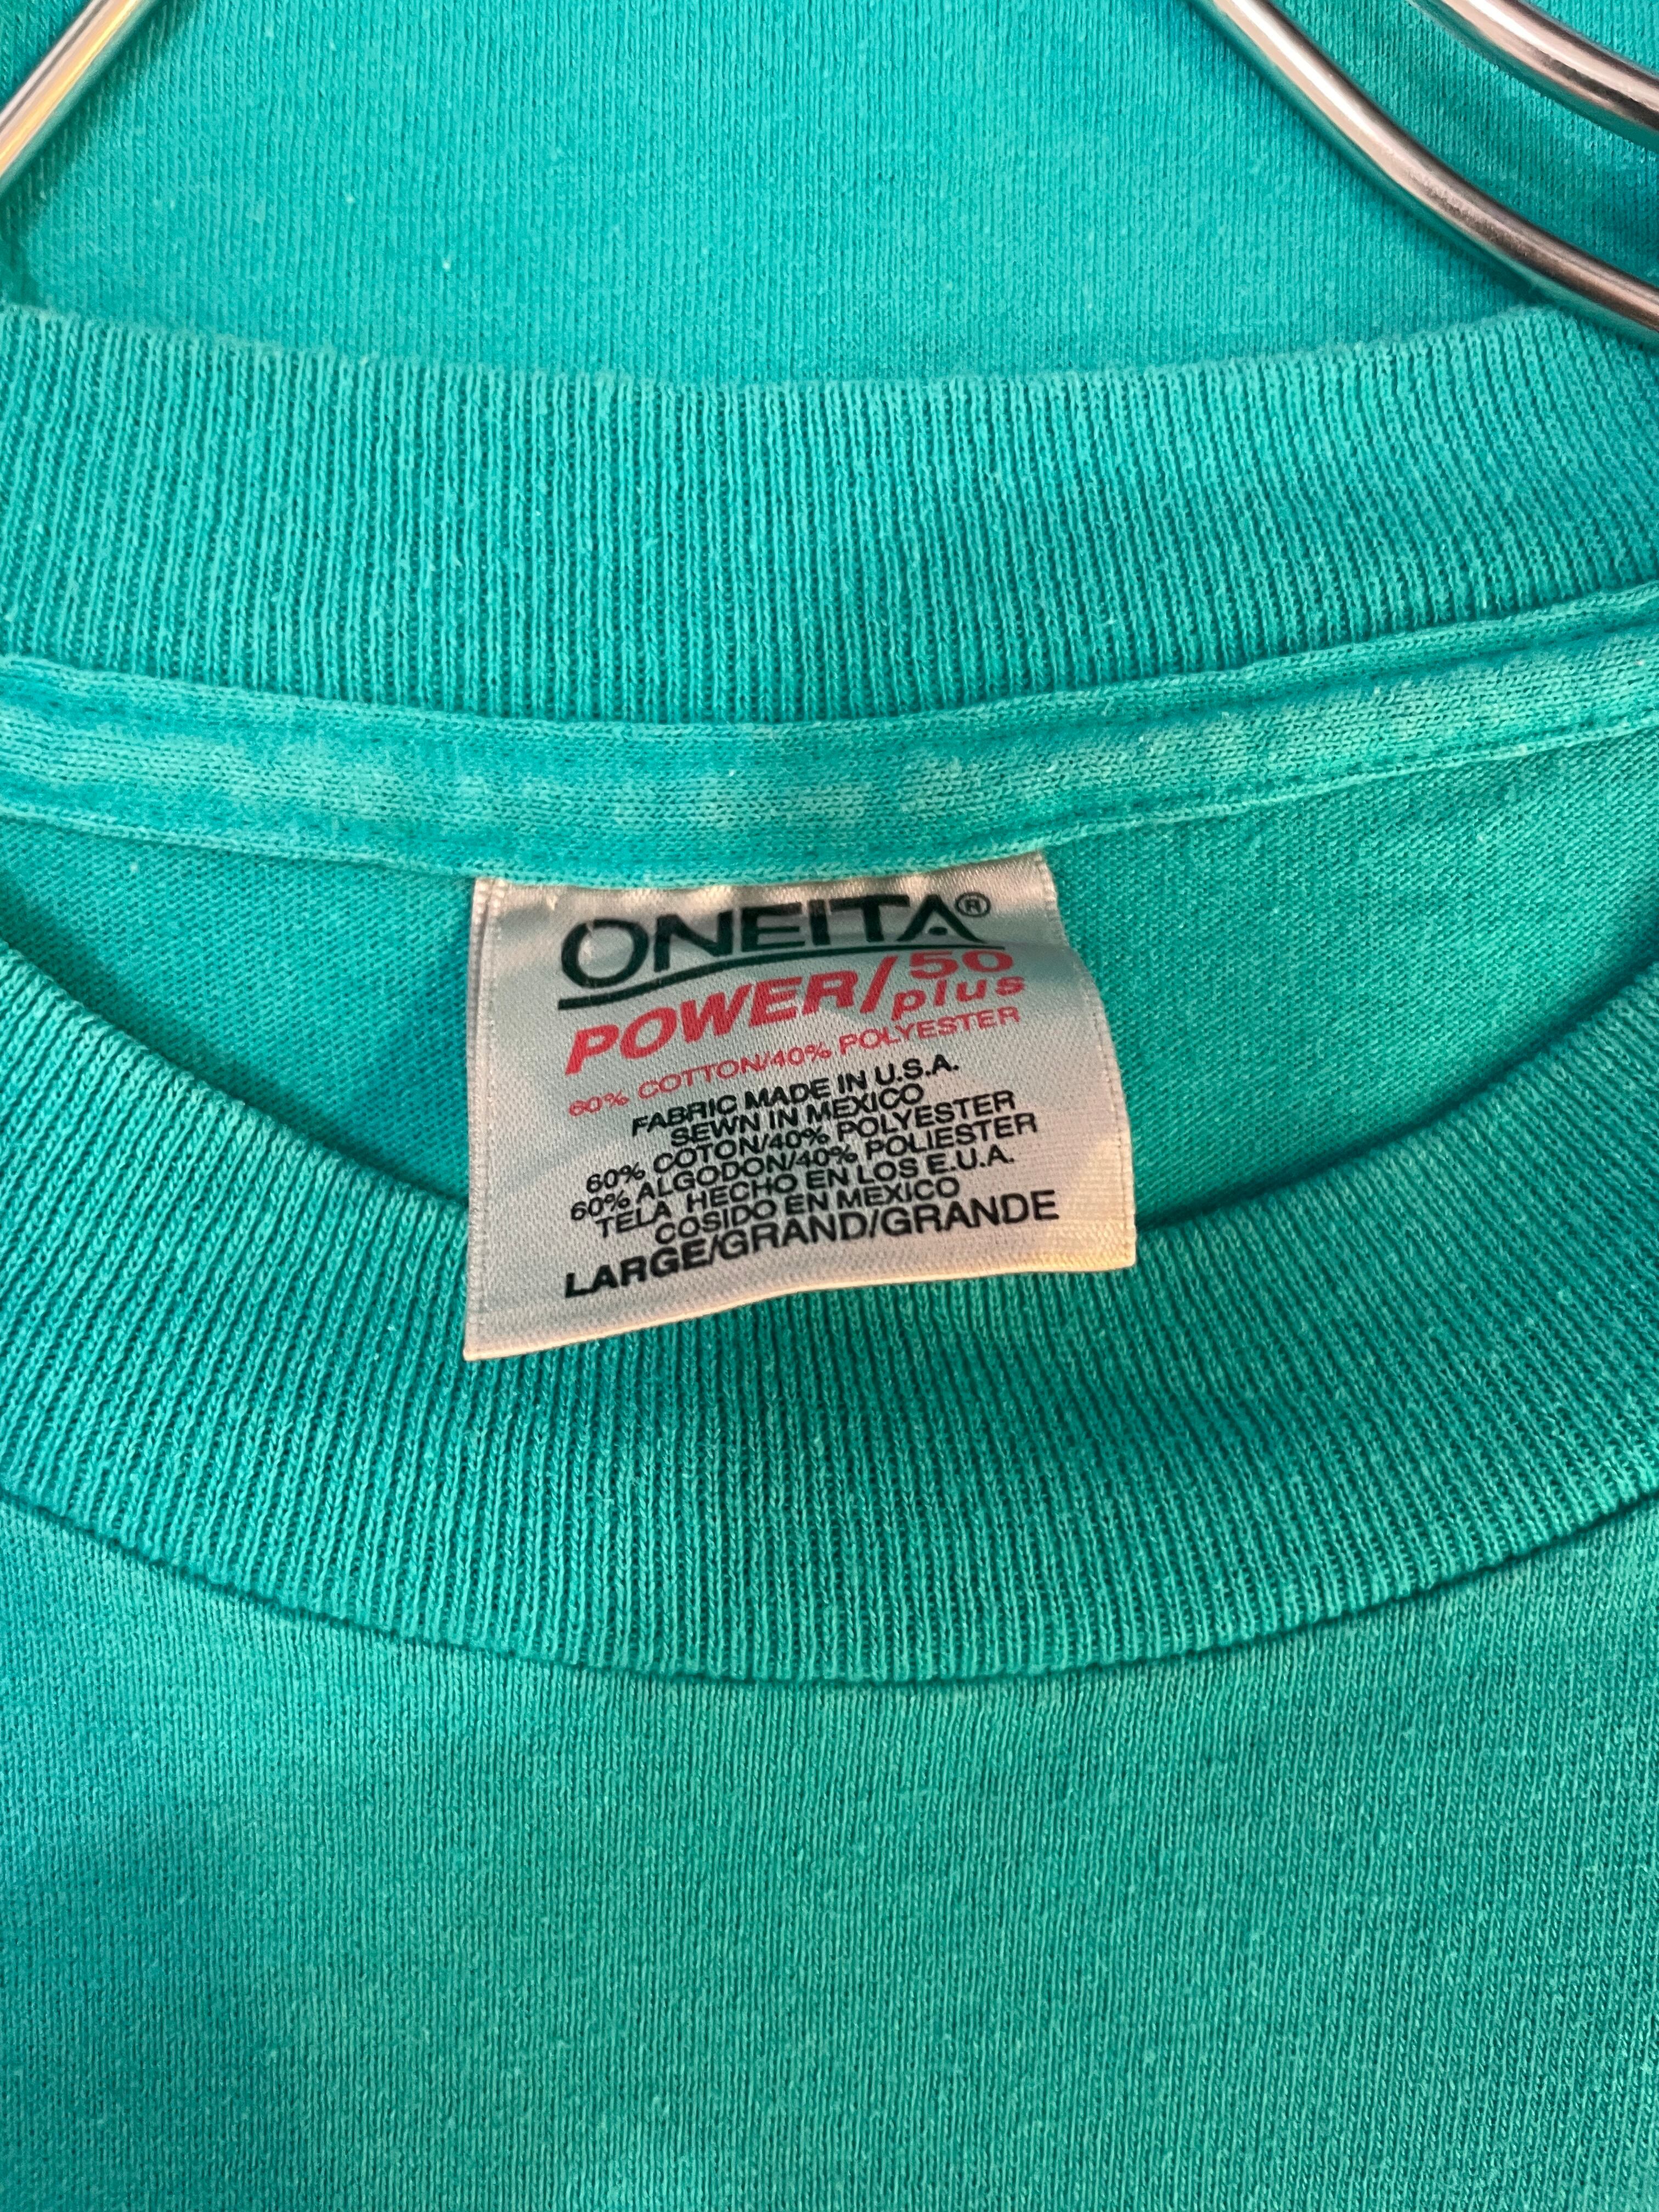 ONEITA®
POWER/50 plus
60% COTTON/40% POLYESTER
FABRIC MADE IN U.S.A.
SEWN IN MEXICO
60% COTON/40% POLYESTER
60% ALGODON/40% POLIESTER
TELA HECHO EN LOS E.U.A.
COSIDO EN MEXICO
LARGE/GRAND/GRANDE